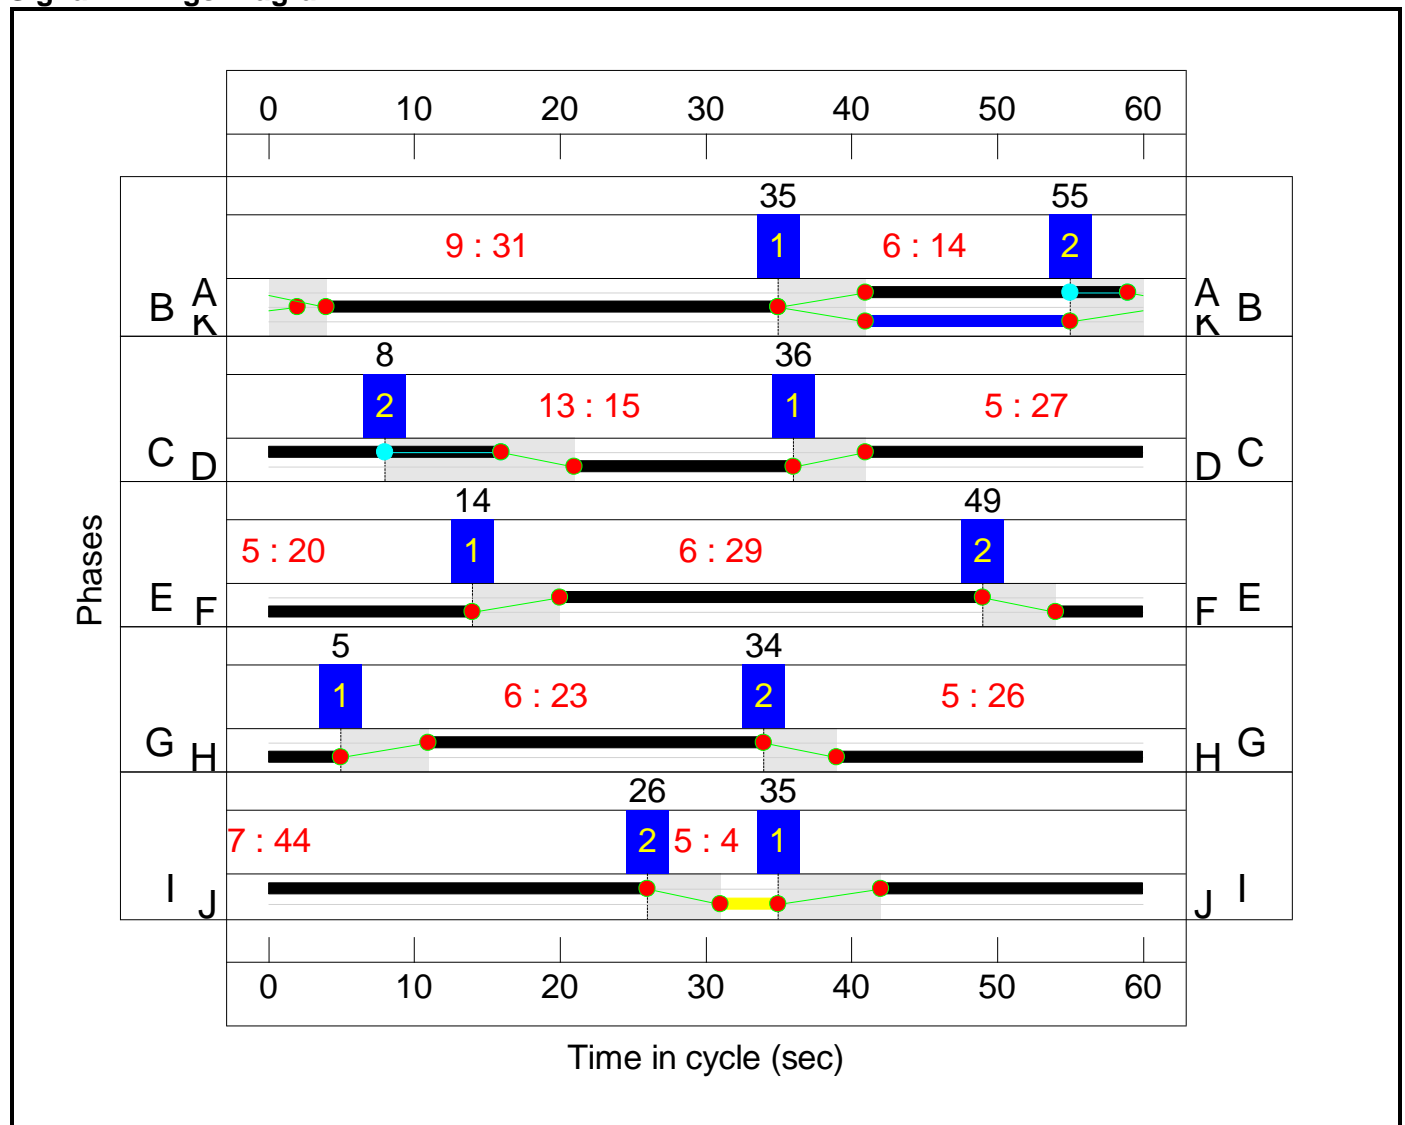 0 10 20 30 40 50 60
35 55
9 : 31 1 6 : 14 2
A A
B B
K K
8 36
2 13 : 15 1 5 : 27
C D D C
14 49
5 : 20 1 6 : 29 2
E F F E
5 34
1 6 : 23 2 5 : 26
G H H G
26 35
7 : 44 2 5 : 4 1
I J J I
Phases
0 10 20 30 40 50 60
Time in cycle (sec)